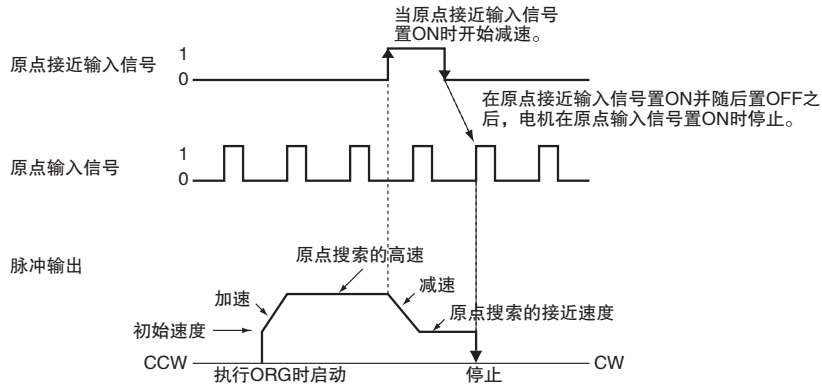 当原点接近输入信号
置ON时开始减速。
原点接近输入信号
1
0
在原点接近输入信号置ON并随后置OFF之
后，电机在原点输入信号置ON时停止。
原点输入信号
1
0
脉冲输出
原点搜索的高速
加速
减速
初始速度
原点搜索的接近速度
CCW
CW
执行ORG时启动
停止